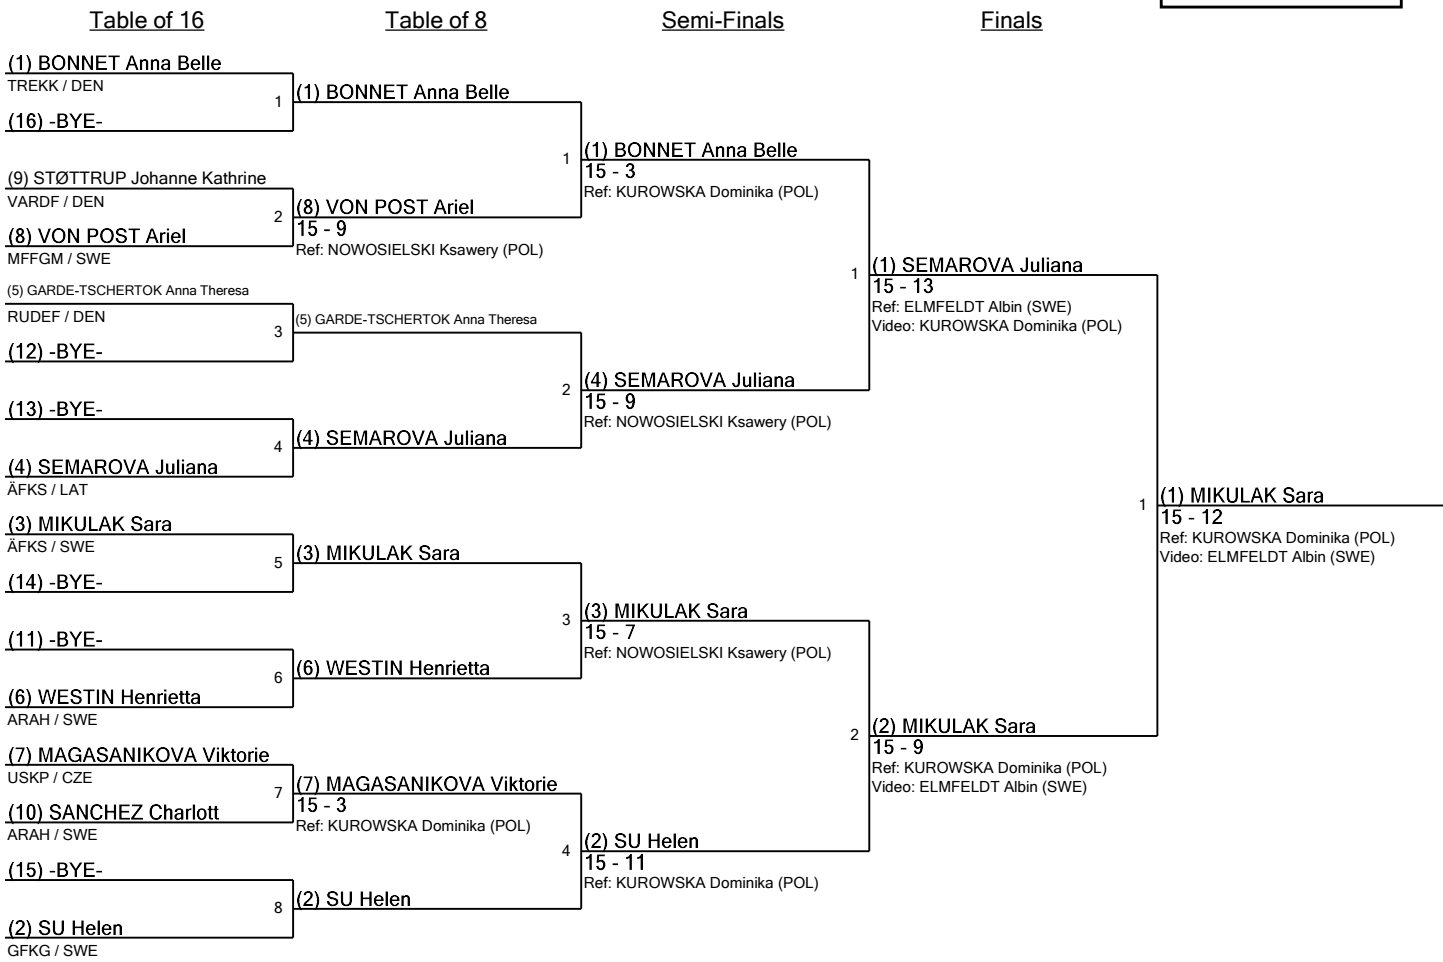 Table of 16
Table of 8
Semi-Finals
Finals
(1) BONNET Anna Belle
TREKK / DEN
1
(16) -BYE-
(9) STØTTRUP Johanne Kathrine
VARDF / DEN
2
(8) VON POST Ariel
MFFGM / SWE
(5) GARDE-TSCHERTOK Anna Theresa
RUDEF / DEN
3
(12) -BYE-
(13) -BYE-
4
(4) SEMAROVA Juliana
ÄFKS / LAT
(3) MIKULAK Sara
ÄFKS / SWE
5
(14) -BYE-
(11) -BYE-
6
(6) WESTIN Henrietta
ARAH / SWE
(7) MAGASANIKOVA Viktorie
USKP / CZE
7
(10) SANCHEZ Charlott
ARAH / SWE
(15) -BYE-
8
(2) SU Helen
GFKG / SWE
(1) BONNET Anna Belle
1
(8) VON POST Ariel
15 - 9
Ref: NOWOSIELSKI Ksawery (POL)
(5) GARDE-TSCHERTOK Anna Theresa
2
(4) SEMAROVA Juliana
(3) MIKULAK Sara
3
(6) WESTIN Henrietta
(7) MAGASANIKOVA Viktorie
15 - 3
Ref: KUROWSKA Dominika (POL)
4
(2) SU Helen
(1) BONNET Anna Belle
15 - 3
Ref: KUROWSKA Dominika (POL)
1
(4) SEMAROVA Juliana
15 - 9
Ref: NOWOSIELSKI Ksawery (POL)
(3) MIKULAK Sara
15 - 7
Ref: NOWOSIELSKI Ksawery (POL)
2
(2) SU Helen
15 - 11
Ref: KUROWSKA Dominika (POL)
(1) SEMAROVA Juliana
15 - 13
Ref: ELMFELDT Albin (SWE)
Video: KUROWSKA Dominika (POL)
1
(2) MIKULAK Sara
15 - 9
Ref: KUROWSKA Dominika (POL)
Video: ELMFELDT Albin (SWE)
(1) MIKULAK Sara
15 - 12
Ref: KUROWSKA Dominika (POL)
Video: ELMFELDT Albin (SWE)